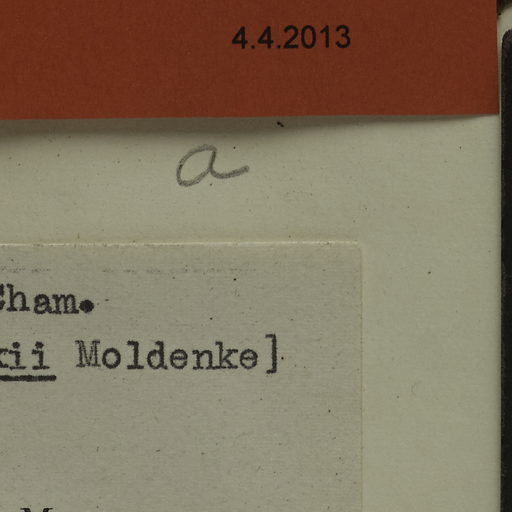 4.4.2013
a
Cham.
kii Moldenke]
M